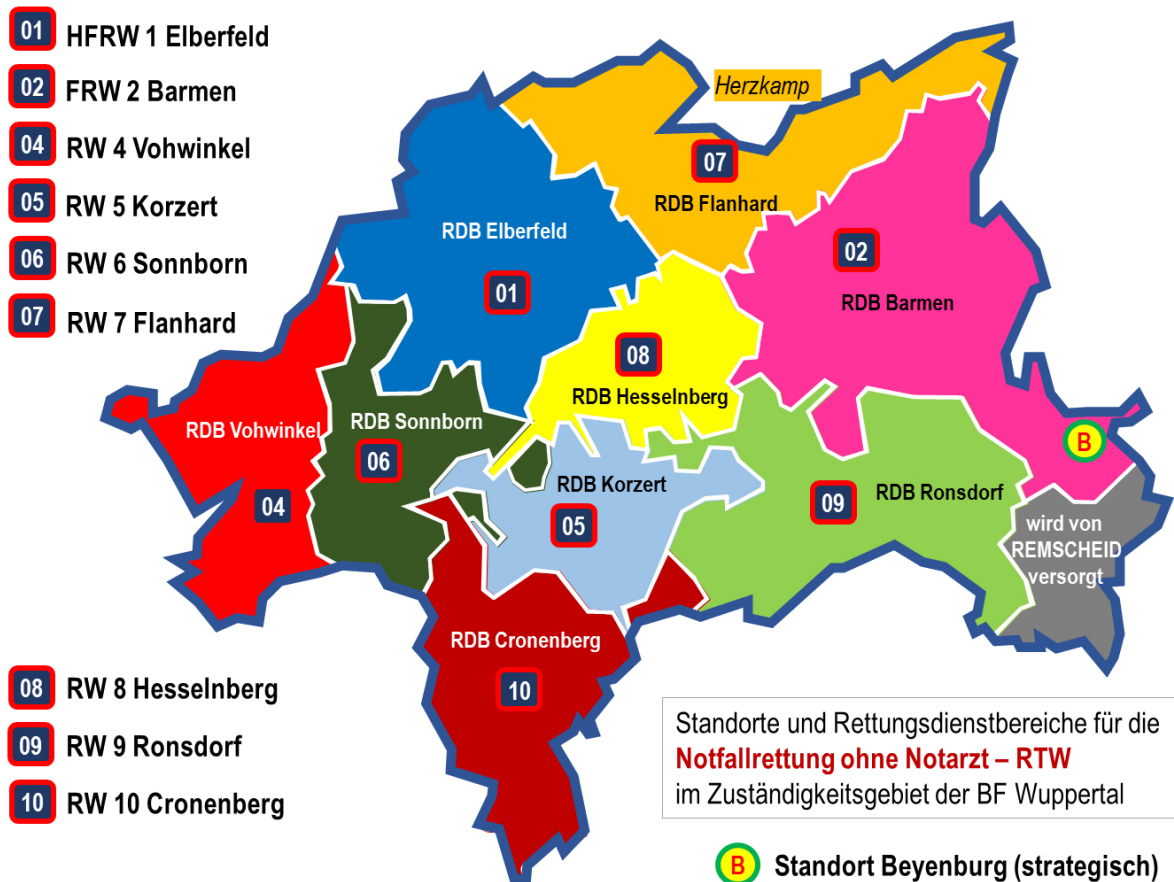 01 HFRW 1 Elberfeld
02 FRW 2 Barmen
04 RW 4 Vohwinkel
05 RW 5 Korzert
06 RW 6 Sonnborn
07 RW 7 Flanhard
Herzkamp
07
RDB Flanhard
RDB Elberfeld
01
02
RDB Barmen
08
RDB Hesselnberg
RDB Vohwinkel
04
RDB Sonnborn
06
RDB Korzert
05
RDB Ronsdorf
09
B
wird von
REMSCHEID
versorgt
RDB Cronenberg
10
08 RW 8 Hesselnberg
09 RW 9 Ronsdorf
10 RW 10 Cronenberg
Standorte und Rettungsdienstbereiche für die
Notfallrettung ohne Notarzt – RTW
im Zuständigkeitsgebiet der BF Wuppertal
B Standort Beyenburg (strategisch)